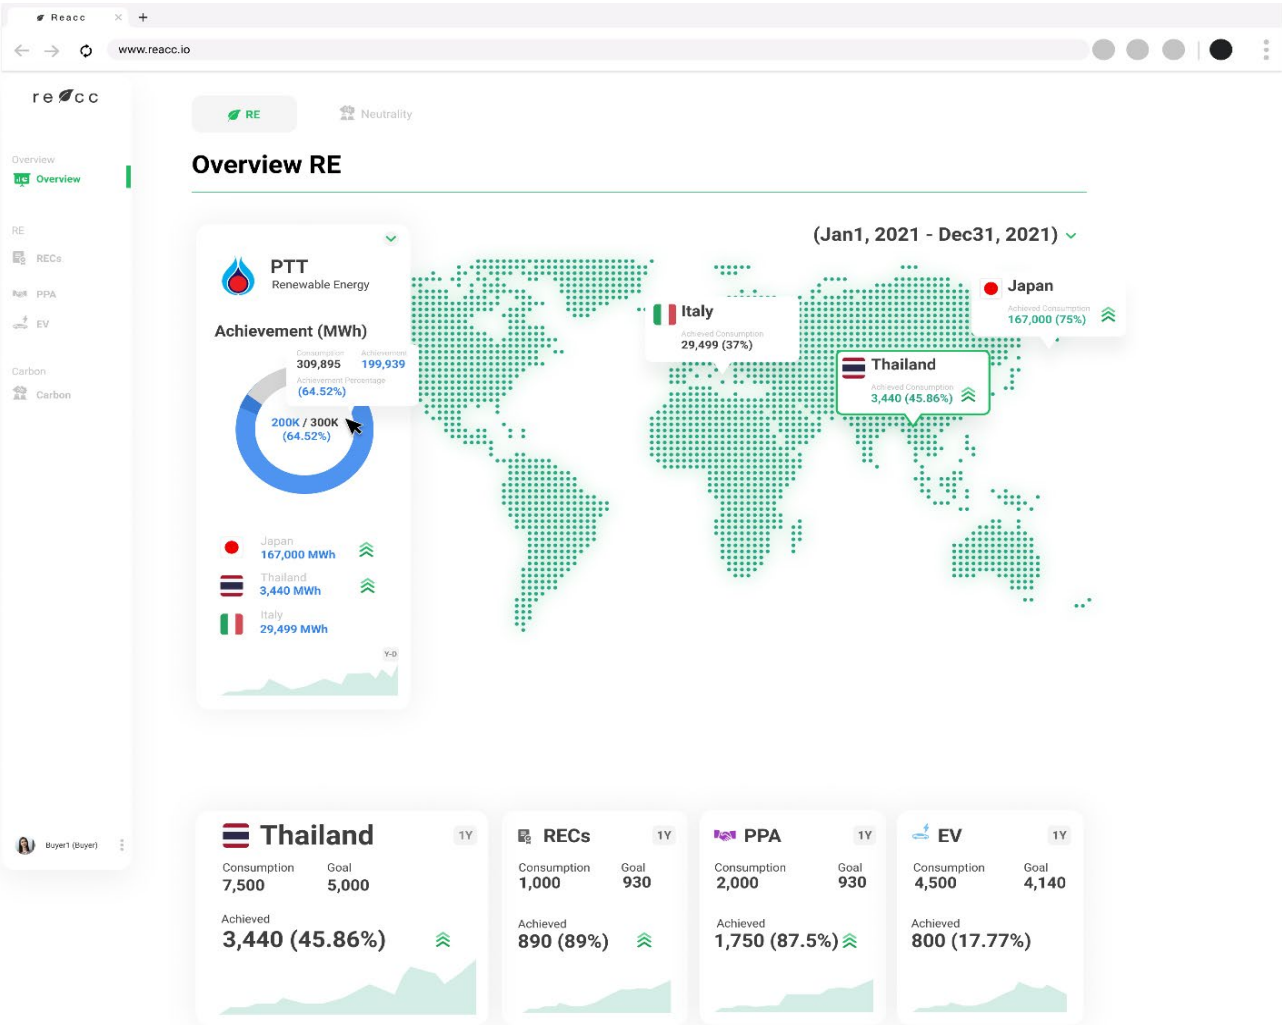 Reacc
www.reacc.io
reacc
Overview
Overview
RE
RECs
PPA
EV
Carbon
Carbon
Buyer1 (Buyer)
RE
Neutrality
Overview RE
(Jan1, 2021 - Dec31, 2021)
PTT
Renewable Energy
Achievement (MWh)
Consumption Achievement
309,895 199,939
Achievement Percentage
(64.52%)
200K / 300K
(64.52%)
Japan
167,000 MWh
Thailand
3,440 MWh
Italy
29,499 MWh
Y-D
Italy
Achieved Consumption
29,499 (37%)
Thailand
Achieved Consumption
3,440 (45.86%)
Japan
Achieved Consumption
167,000 (75%)
Thailand 1Y
Consumption Goal
7,500 5,000
Achieved
3,440 (45.86%)
RECs 1Y
Consumption Goal
1,000 930
Achieved
890 (89%)
PPA 1Y
Consumption Goal
2,000 930
Achieved
1,750 (87.5%)
EV 1Y
Consumption Goal
4,500 4,140
Achieved
800 (17.77%)